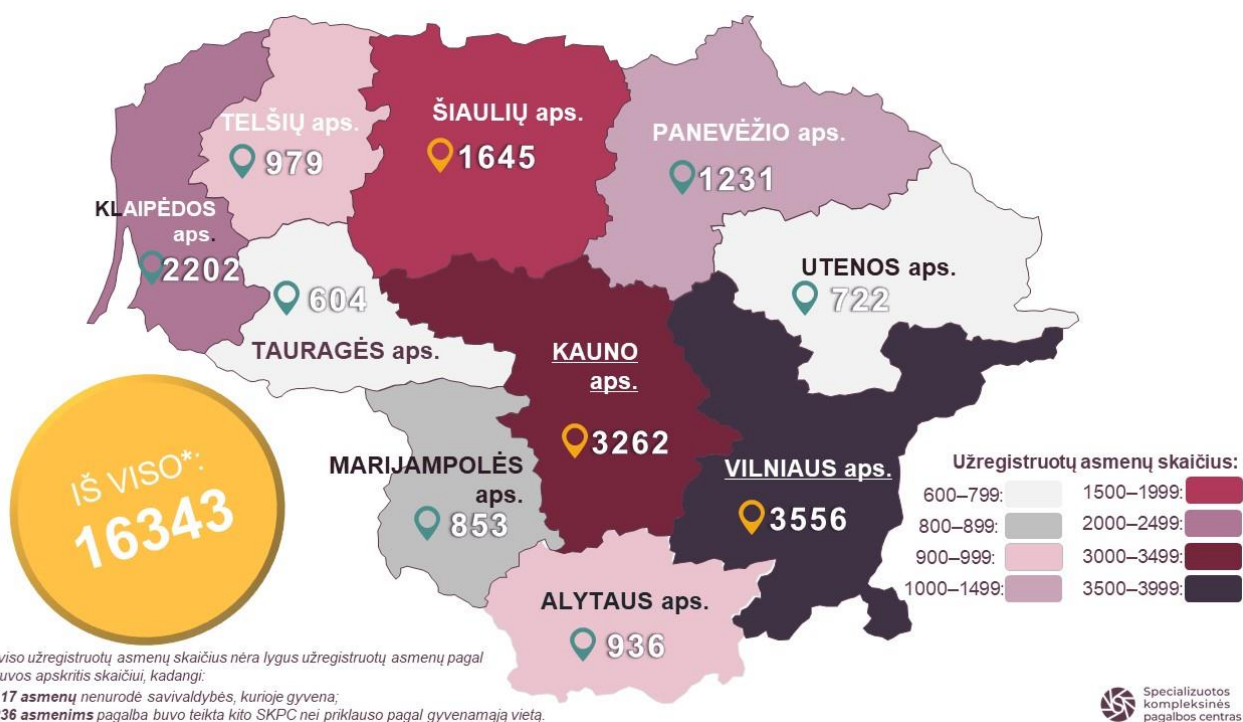 TELŠIŲ aps.
979
ŠIAULIŲ aps.
1645
PANEVĖŽIO aps.
1231
KLAIPĖDOS
aps.
2202
UTENOS aps.
722
604
TAURAGĖS aps.
KAUNO
aps.
3262
MARIJAMPOLĖS
aps.
853
VILNIAUS aps.
3556
ALYTAUS aps.
936
IŠ VISO*:
16343
Užregistruotų asmenų skaičius:
600–799:
800–899:
900–999:
1000–1499:
1500–1999:
2000–2499:
3000–3499:
3500–3999:
viso užregistruotų asmenų skaičius nėra lygus užregistruotų asmenų pagal
apskritis skaičiui, kadangi:
17 asmenų nenurodė savivaldybės, kurioje gyvena;
36 asmenims pagalba buvo teikta kito SKPC nei priklauso pagal gyvenamąją vietą.
Specializuotos
kompleksinės
pagalbos centras